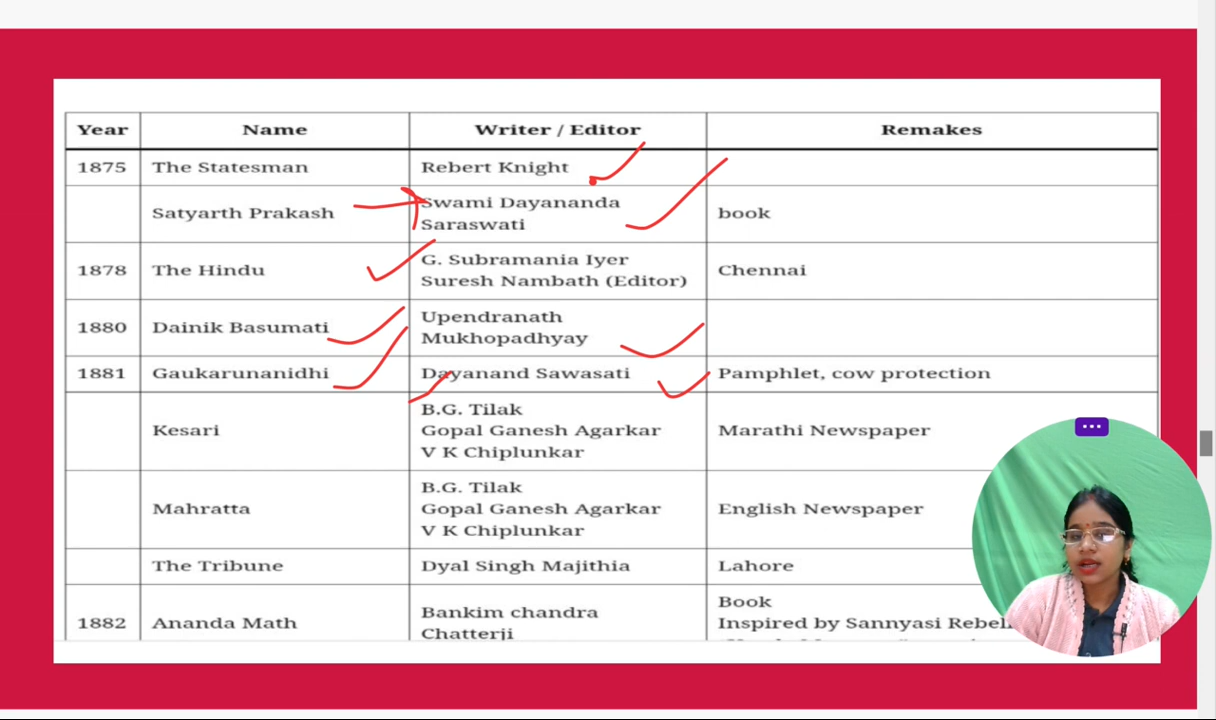 Year Name Writer / Editor Remakes
1875 The Statesman Rebert Knight
Satyarth Prakash Swami Dayananda Saraswati book
1878 The Hindu G. Subramania Iyer Suresh Nambath (Editor) Chennai
1880 Dainik Basumati Upendranath Mukhopadhyay
1881 Gaukarunanidhi Dayanand Sawasati Pamphlet, cow protection
Kesari B.G. Tilak Gopal Ganesh Agarkar V K Chiplunkar Marathi Newspaper
Mahratta B.G. Tilak Gopal Ganesh Agarkar V K Chiplunkar English Newspaper
The Tribune Dyal Singh Majithia Lahore
1882 Ananda Math Bankim chandra Chatterji Book Inspired by Sannyasi